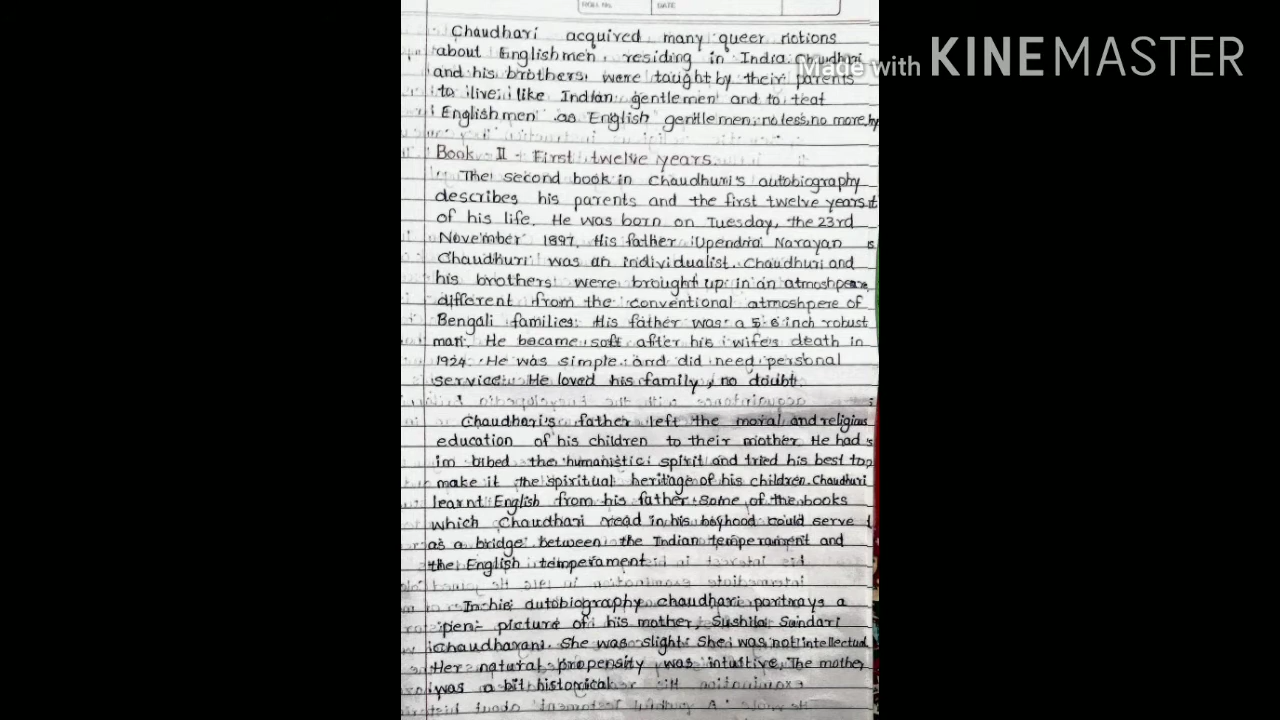 ROLL NO. DATE
Chaudhari acquired many queer notions
about Englishmen residing in India. Chudhri
Made with KINEMASTER
and his brothers were taught by their parents
to live like Indian gentlemen and to teat
Englishmen as English gentlemen, no less, no more.
Book - II - First twelve years.
The second book in Chaudhuri's autobiography
describes his parents and the first twelve years
of his life. He was born on Tuesday, the 23rd
November 1897. His father Upendra Narayan
Chaudhuri was an individualist. Chaudhuri and
his brothers were brought up in an atmoshpere
different from the conventional atmoshpere of
Bengali families. His father was a 5.6 inch robust
man. He became soft after his wife's death in
1924. He was simple and did need personal
service. He loved his family, no doubt.
Chaudhari's father left the moral and religius
education of his children to their mother. He had
im bibed the humanistic spirit and tried his best to
make it the spiritual heritage of his children. Chaudhuri
learnt English from his father. Some of the books
which Chaudhari read in his boyhood could serve
as a bridge between the Indian temperament and
the English temperament
In his autobiography chaudhari portrays a
pen picture of his mother, Sushila Sundari
chaudharani. She was slight. She was not intellectual
Her natural propensity was intuitive. The mother
was a bit historical